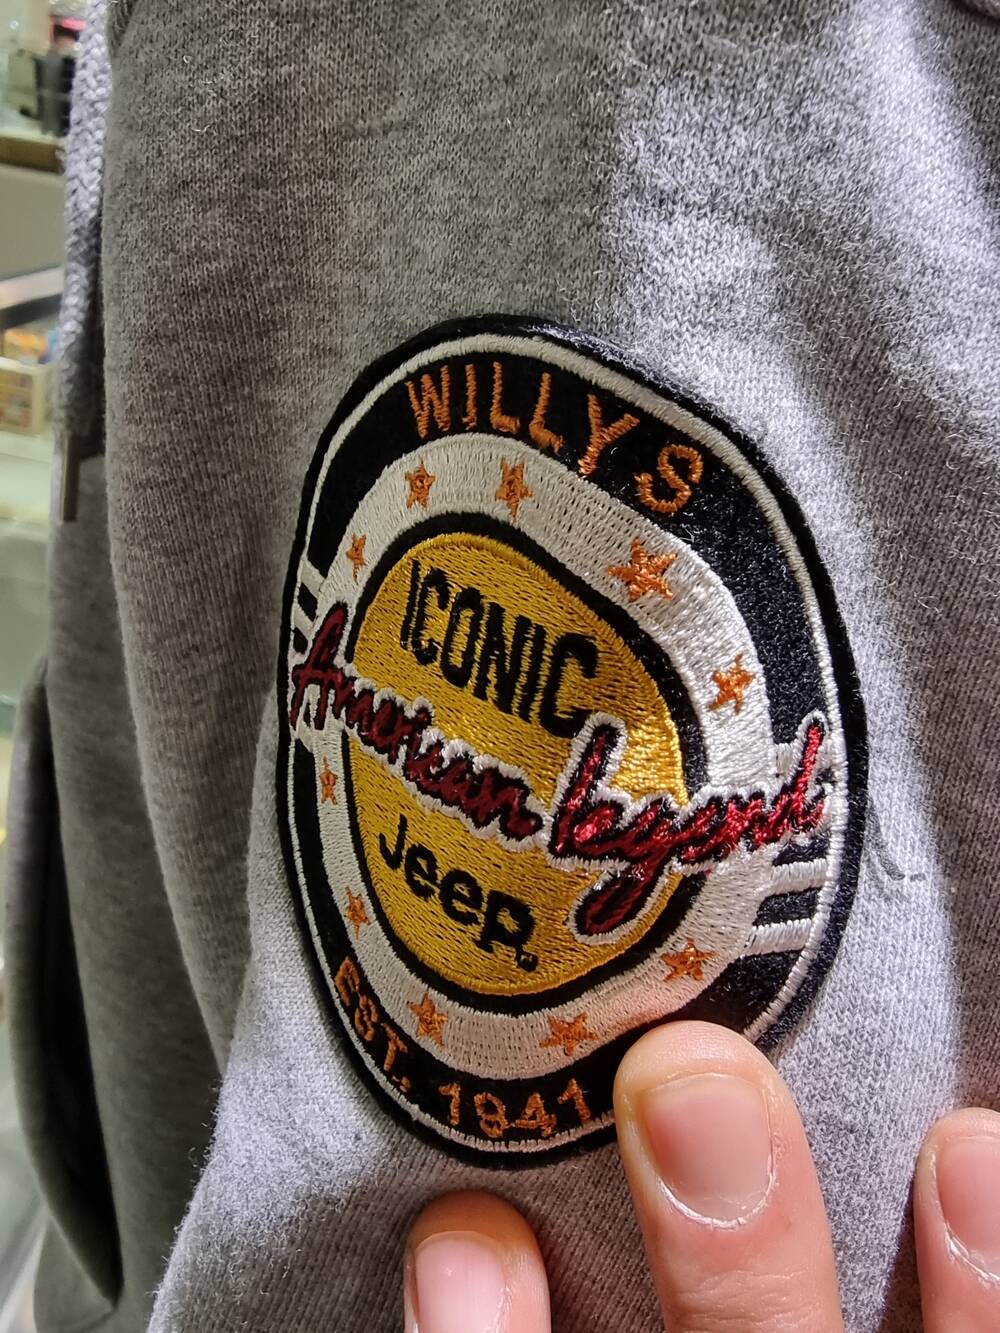 WILLYS
ICONIC
American Legend
Jeep
EST. 1941